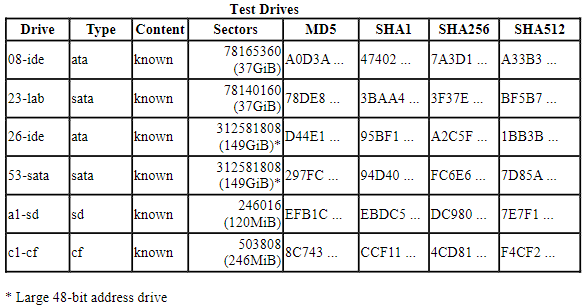 Test Drives
Drive Type Content Sectors MD5 SHA1 SHA256 SHA512
08-ide ata known 78165360 (37GiB) A0D3A ... 47402 ... 7A3D1 ... A33B3 ...
23-lab sata known 78140160 (37GiB) 78DE8 ... 3BAA4 ... 3F37E ... BF5B7 ...
26-ide ata known 312581808 (149GiB)* D44E1 ... 95BF1 ... A2C5F ... 1BB3B ...
53-sata sata known 312581808 (149GiB)* 297FC ... 94D40 ... FC6E6 ... 7D85A ...
a1-sd sd known 246016 (120MiB) EFB1C ... EBDC5 ... DC980 ... 7E7F1 ...
c1-cf cf known 503808 (246MiB) 8C743 ... CCF11 ... 4CD81 ... F4CF2 ...
* Large 48-bit address drive